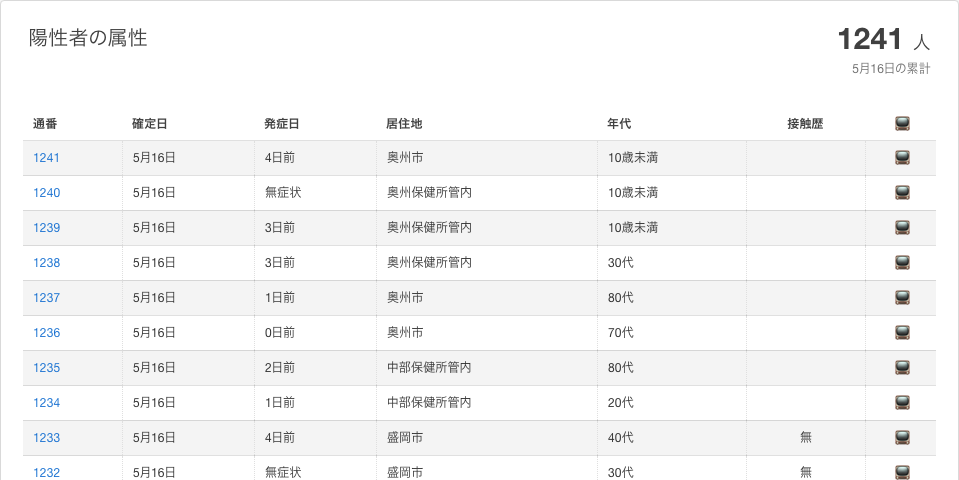 陽性者の属性
1241 人
5月16日の累計
通番 確定日 発症日 居住地 年代 接触歴
1241 5月16日 4日前 奥州市 10歳未満
1240 5月16日 無症状 奥州保健所管内 10歳未満
1239 5月16日 3日前 奥州保健所管内 10歳未満
1238 5月16日 3日前 奥州保健所管内 30代
1237 5月16日 1日前 奥州市 80代
1236 5月16日 0日前 奥州市 70代
1235 5月16日 2日前 中部保健所管内 80代
1234 5月16日 1日前 中部保健所管内 20代
1233 5月16日 4日前 盛岡市 40代 無
1232 5月16日 無症状 盛岡市 30代 無